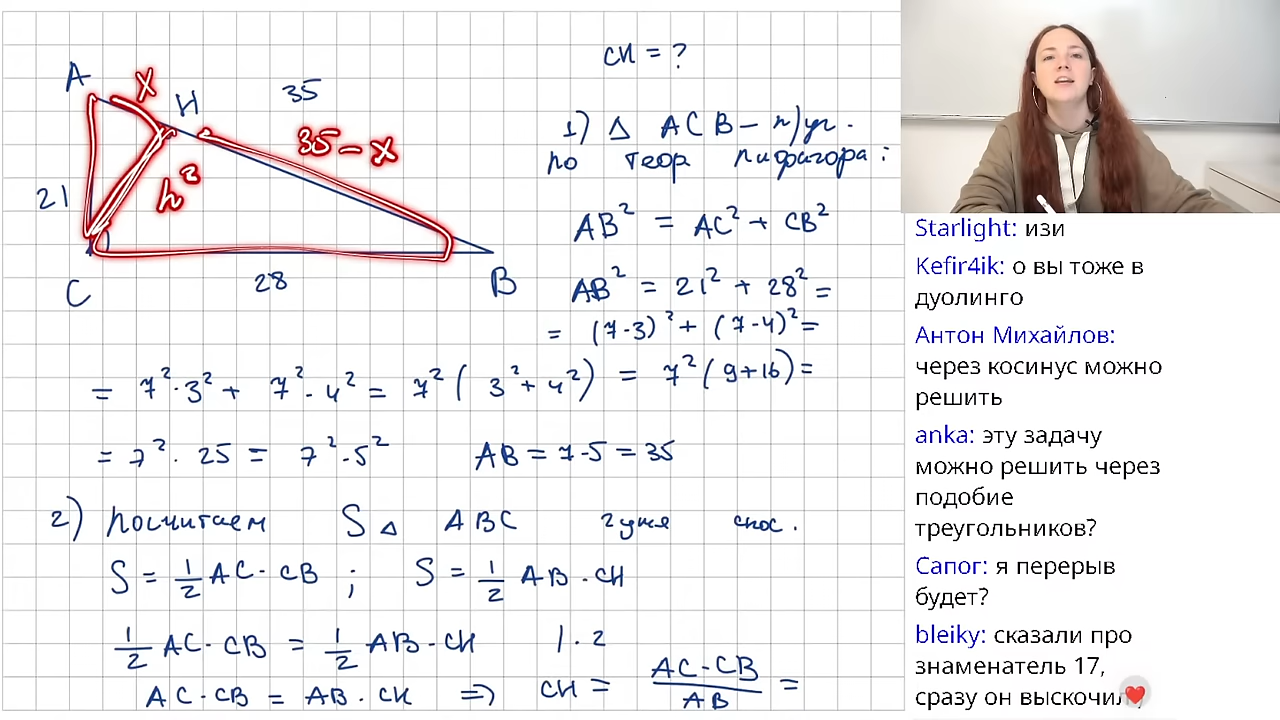 A
x
H
35
35-x
21
h²
C
28
B
CH = ?
1) Δ ACB – п/уг.
по теор пифагора:
AB² = AC² + CB²
AB² = 21² + 28² =
= (7·3)² + (7·4)² =
= 7²·3² + 7²·4² = 7²(3²+4²) = 7²(9+16) =
= 7²·25 = 7²·5² AB = 7·5 = 35
2) посчитаем S Δ ABC двумя спос.
S = 1/2 AC·CB ; S = 1/2 AB·CH
1/2 AC·CB = 1/2 AB·CH |·2
AC·CB = AB·CH => CH = AC·CB/AB =
Starlight: изи
Kefir4ik: о вы тоже в
дуолинго
Антон Михайлов:
через косинус можно
решить
anka: эту задачу
можно решить через
подобие
треугольников?
Сапог: я перерыв
будет?
bleiky: сказали про
знаменатель 17,
сразу он выскочил,